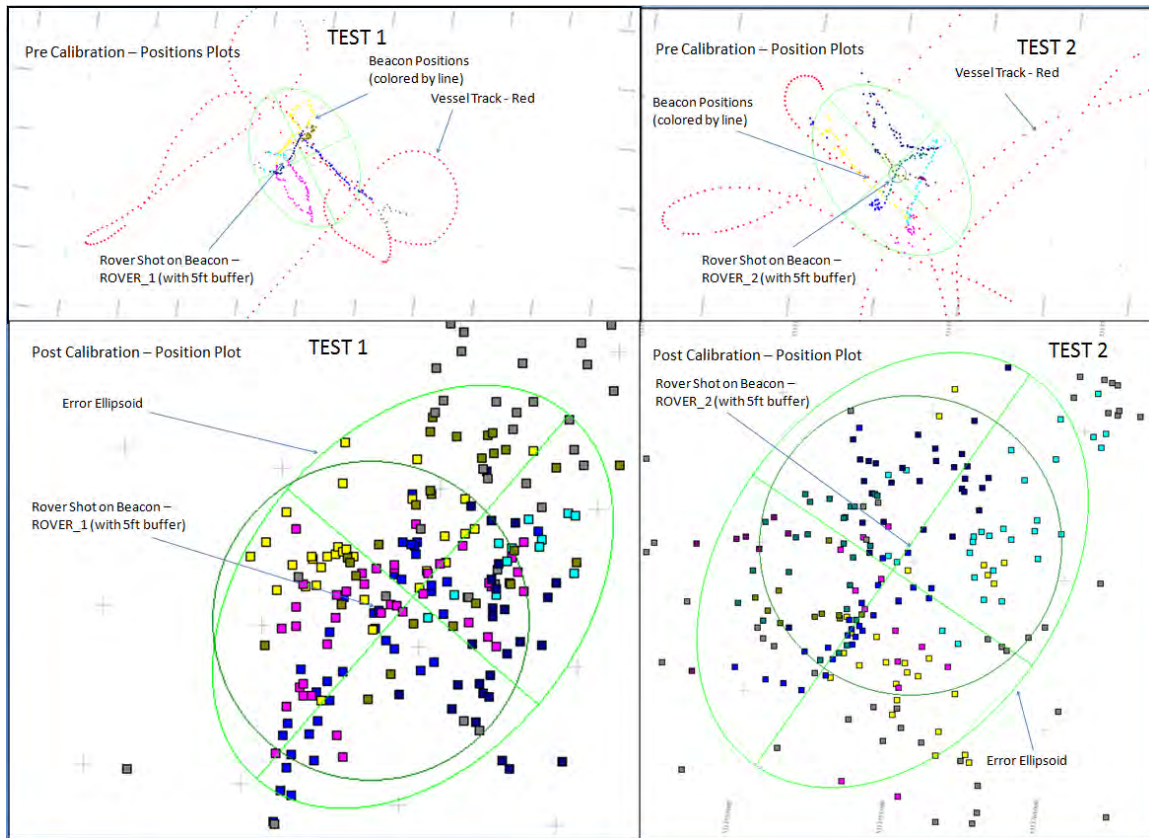 TEST 1
Pre Calibration – Positions Plots
Beacon Positions
(colored by line)
Vessel Track - Red
Rover Shot on Beacon –
ROVER_1 (with 5ft buffer)
TEST 2
Pre Calibration – Position Plots
Vessel Track - Red
Beacon Positions
(colored by line)
Rover Shot on Beacon –
ROVER_2 (with 5ft buffer)
Post Calibration – Position Plot
TEST 1
Error Ellipsoid
Rover Shot on Beacon –
ROVER_1 (with 5ft buffer)
TEST 2
Post Calibration – Position Plot
Rover Shot on Beacon –
ROVER_2 (with 5ft buffer)
Error Ellipsoid